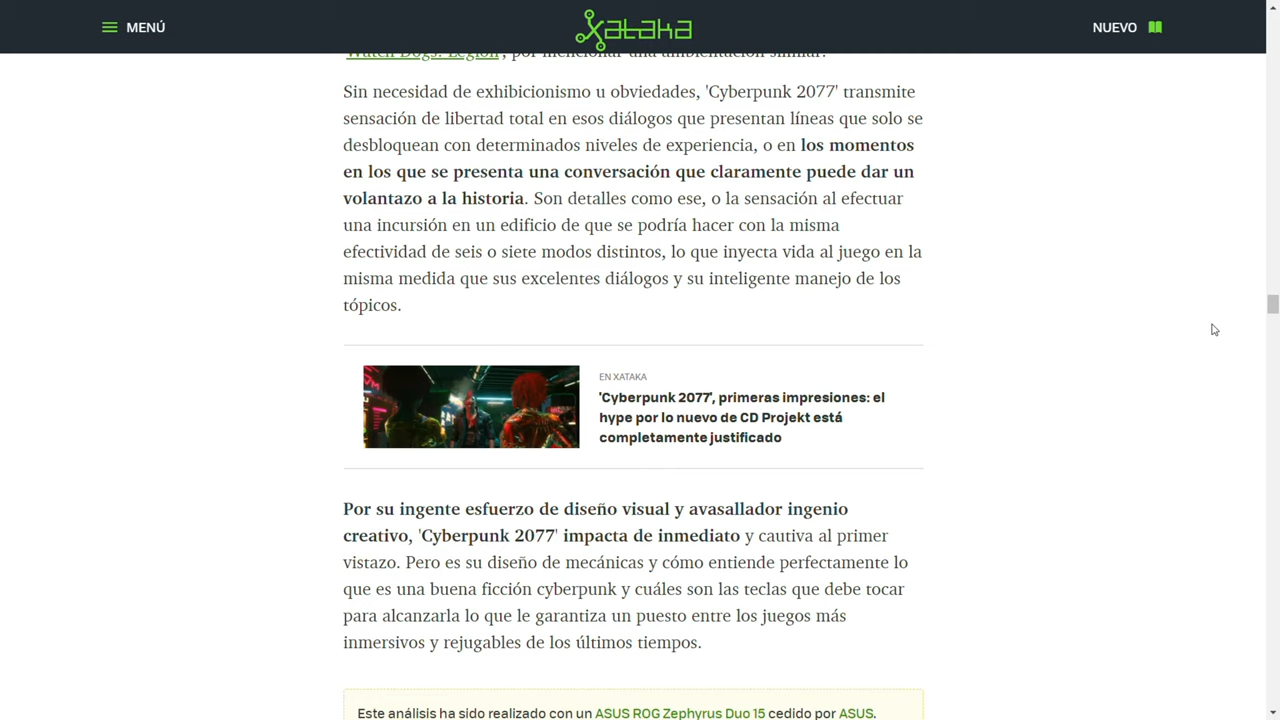 MENÚ
xataka
NUEVO
'Watch Dogs: Legion', por mencionar una ambientación similar.
Sin necesidad de exhibicionismo u obviedades, 'Cyberpunk 2077' transmite
sensación de libertad total en esos diálogos que presentan líneas que solo se
desbloquean con determinados niveles de experiencia, o en los momentos
en los que se presenta una conversación que claramente puede dar un
volantazo a la historia. Son detalles como ese, o la sensación al efectuar
una incursión en un edificio de que se podría hacer con la misma
efectividad de seis o siete modos distintos, lo que inyecta vida al juego en la
misma medida que sus excelentes diálogos y su inteligente manejo de los
tópicos.
EN XATAKA
'Cyberpunk 2077', primeras impresiones: el
hype por lo nuevo de CD Projekt está
completamente justificado
Por su ingente esfuerzo de diseño visual y avasallador ingenio
creativo, 'Cyberpunk 2077' impacta de inmediato y cautiva al primer
vistazo. Pero es su diseño de mecánicas y cómo entiende perfectamente lo
que es una buena ficción cyberpunk y cuáles son las teclas que debe tocar
para alcanzarla lo que le garantiza un puesto entre los juegos más
inmersivos y rejugables de los últimos tiempos.
Este análisis ha sido realizado con un ASUS ROG Zephyrus Duo 15 cedido por ASUS.